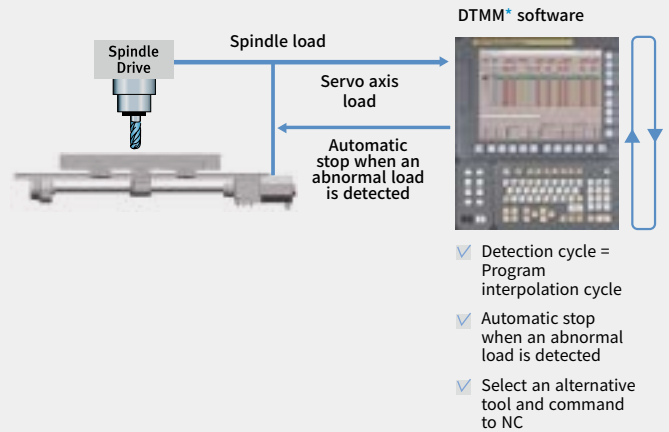 DTMM* software
Spindle load
Spindle
Drive
Servo axis
load
Automatic
stop when an
abnormal load
is detected
Detection cycle =
Program
interpolation cycle
Automatic stop
when an abnormal
load is detected
Select an alternative
tool and command
to NC